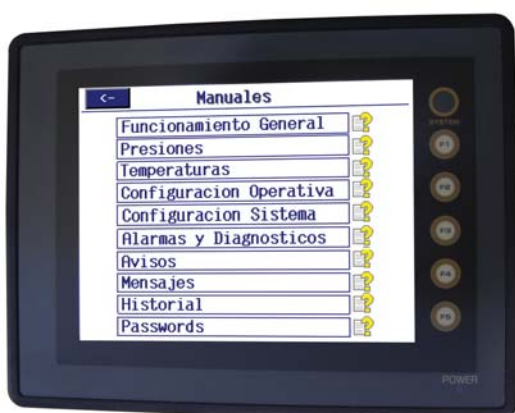 <- Manuales
Funcionamiento General
Presiones
Temperaturas
Configuracion Operativa
Configuracion Sistema
Alarmas y Diagnosticos
Avisos
Mensajes
Historial
Passwords
SYSTEM
F1
F2
F3
F4
F5
POWER